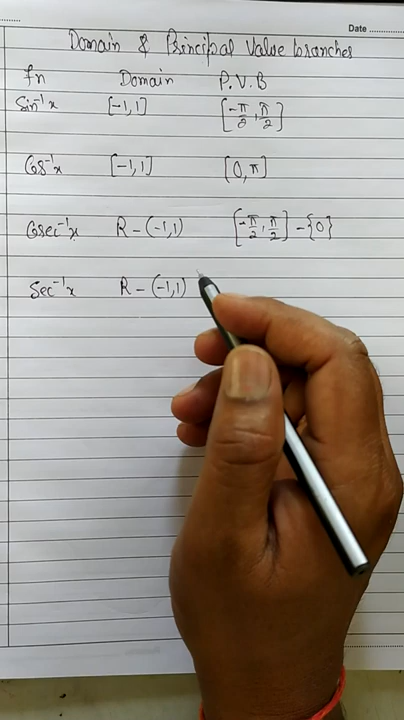 Date
Domain & Principal Value branches
fn Domain P.V.B
Sin⁻¹x [-1,1] [-π/2, π/2]
Cos⁻¹x [-1,1] [0,π]
Cosec⁻¹x R-(-1,1) [-π/2, π/2] -{0}
Sec⁻¹x R-(-1,1)